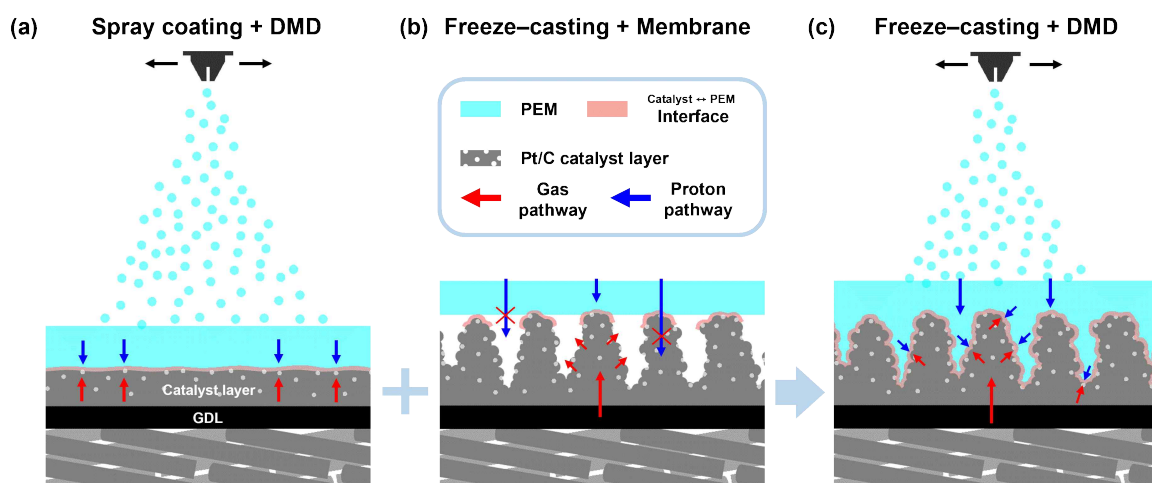 (a) Spray coating + DMD
(b) Freeze–casting + Membrane
(c) Freeze–casting + DMD
PEM
Catalyst ↔ PEM
Interface
Pt/C catalyst layer
Gas
pathway
Proton
pathway
Catalyst layer
GDL